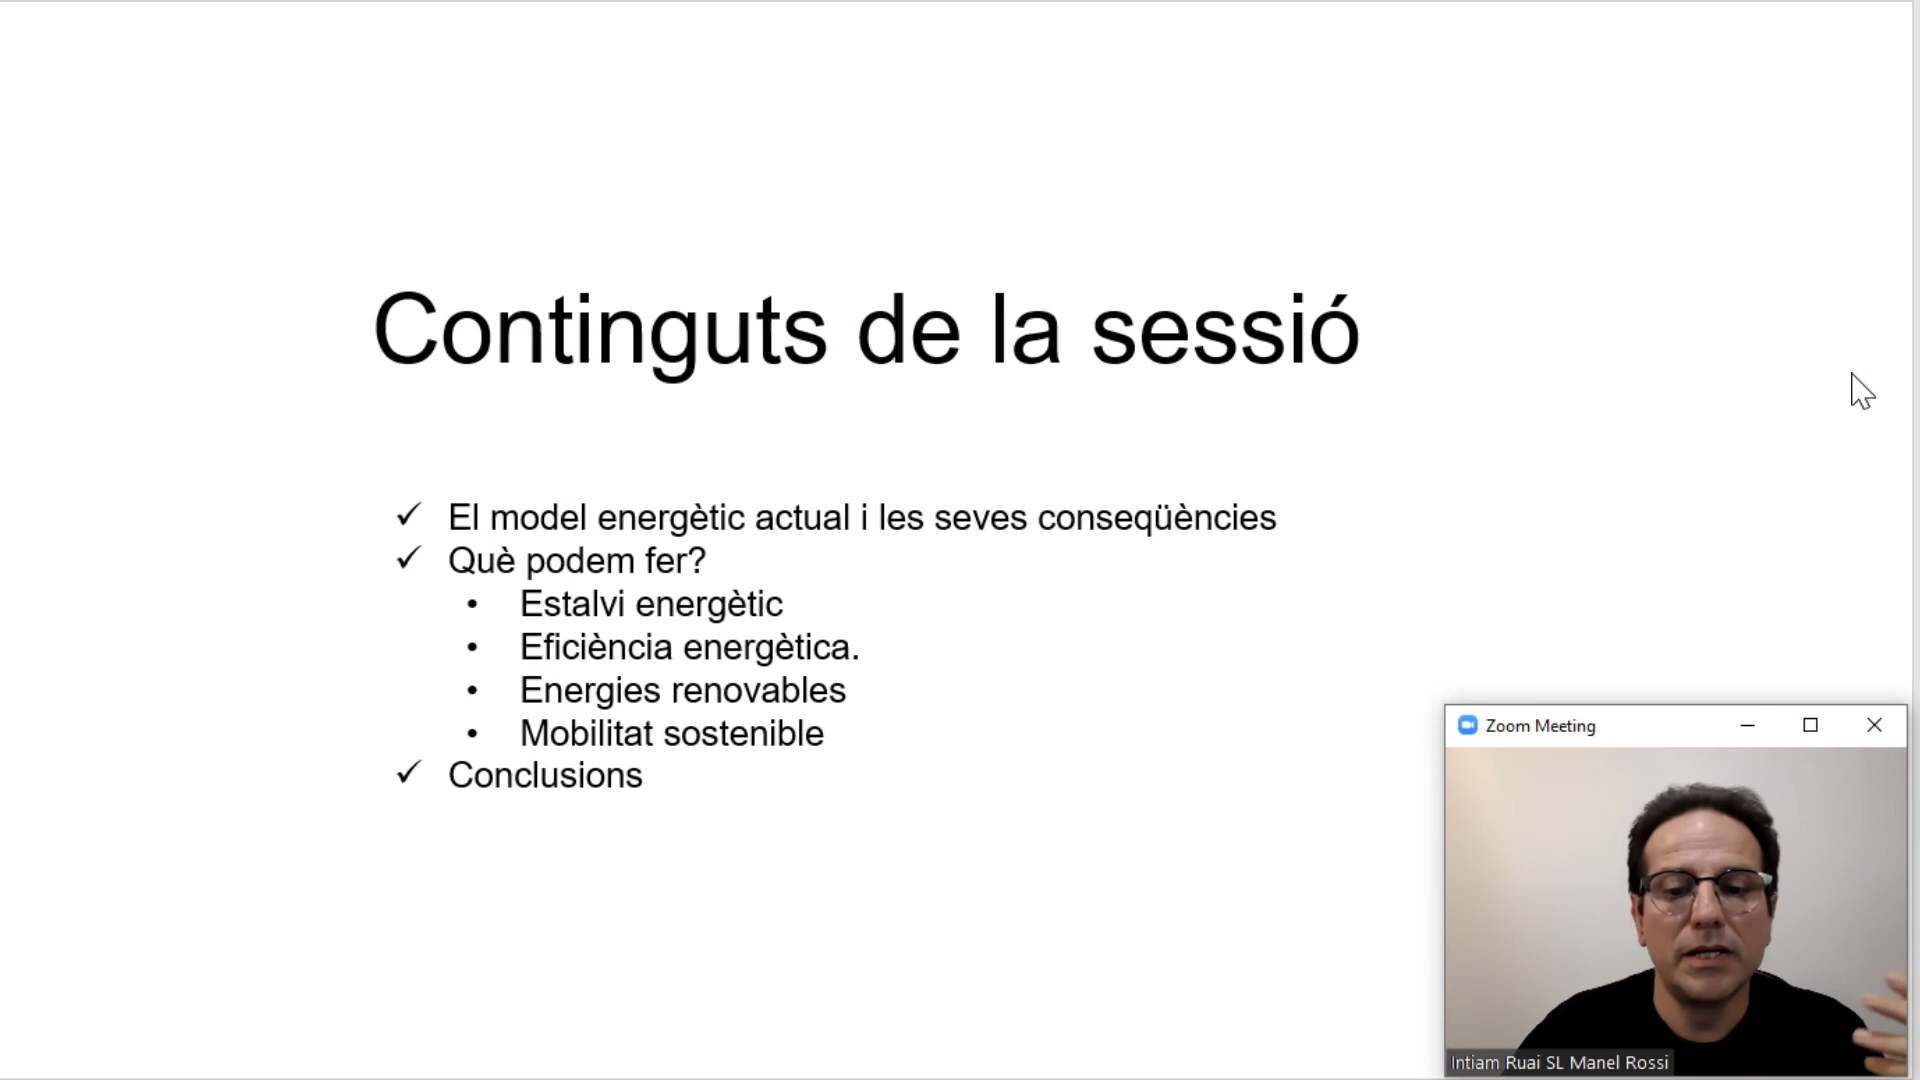 Continguts de la sessió
✓ El model energètic actual i les seves conseqüències
✓ Què podem fer?
• Estalvi energètic
• Eficiència energètica.
• Energies renovables
• Mobilitat sostenible
✓ Conclusions
Zoom Meeting
Intiam Ruai SL Manel Rossi